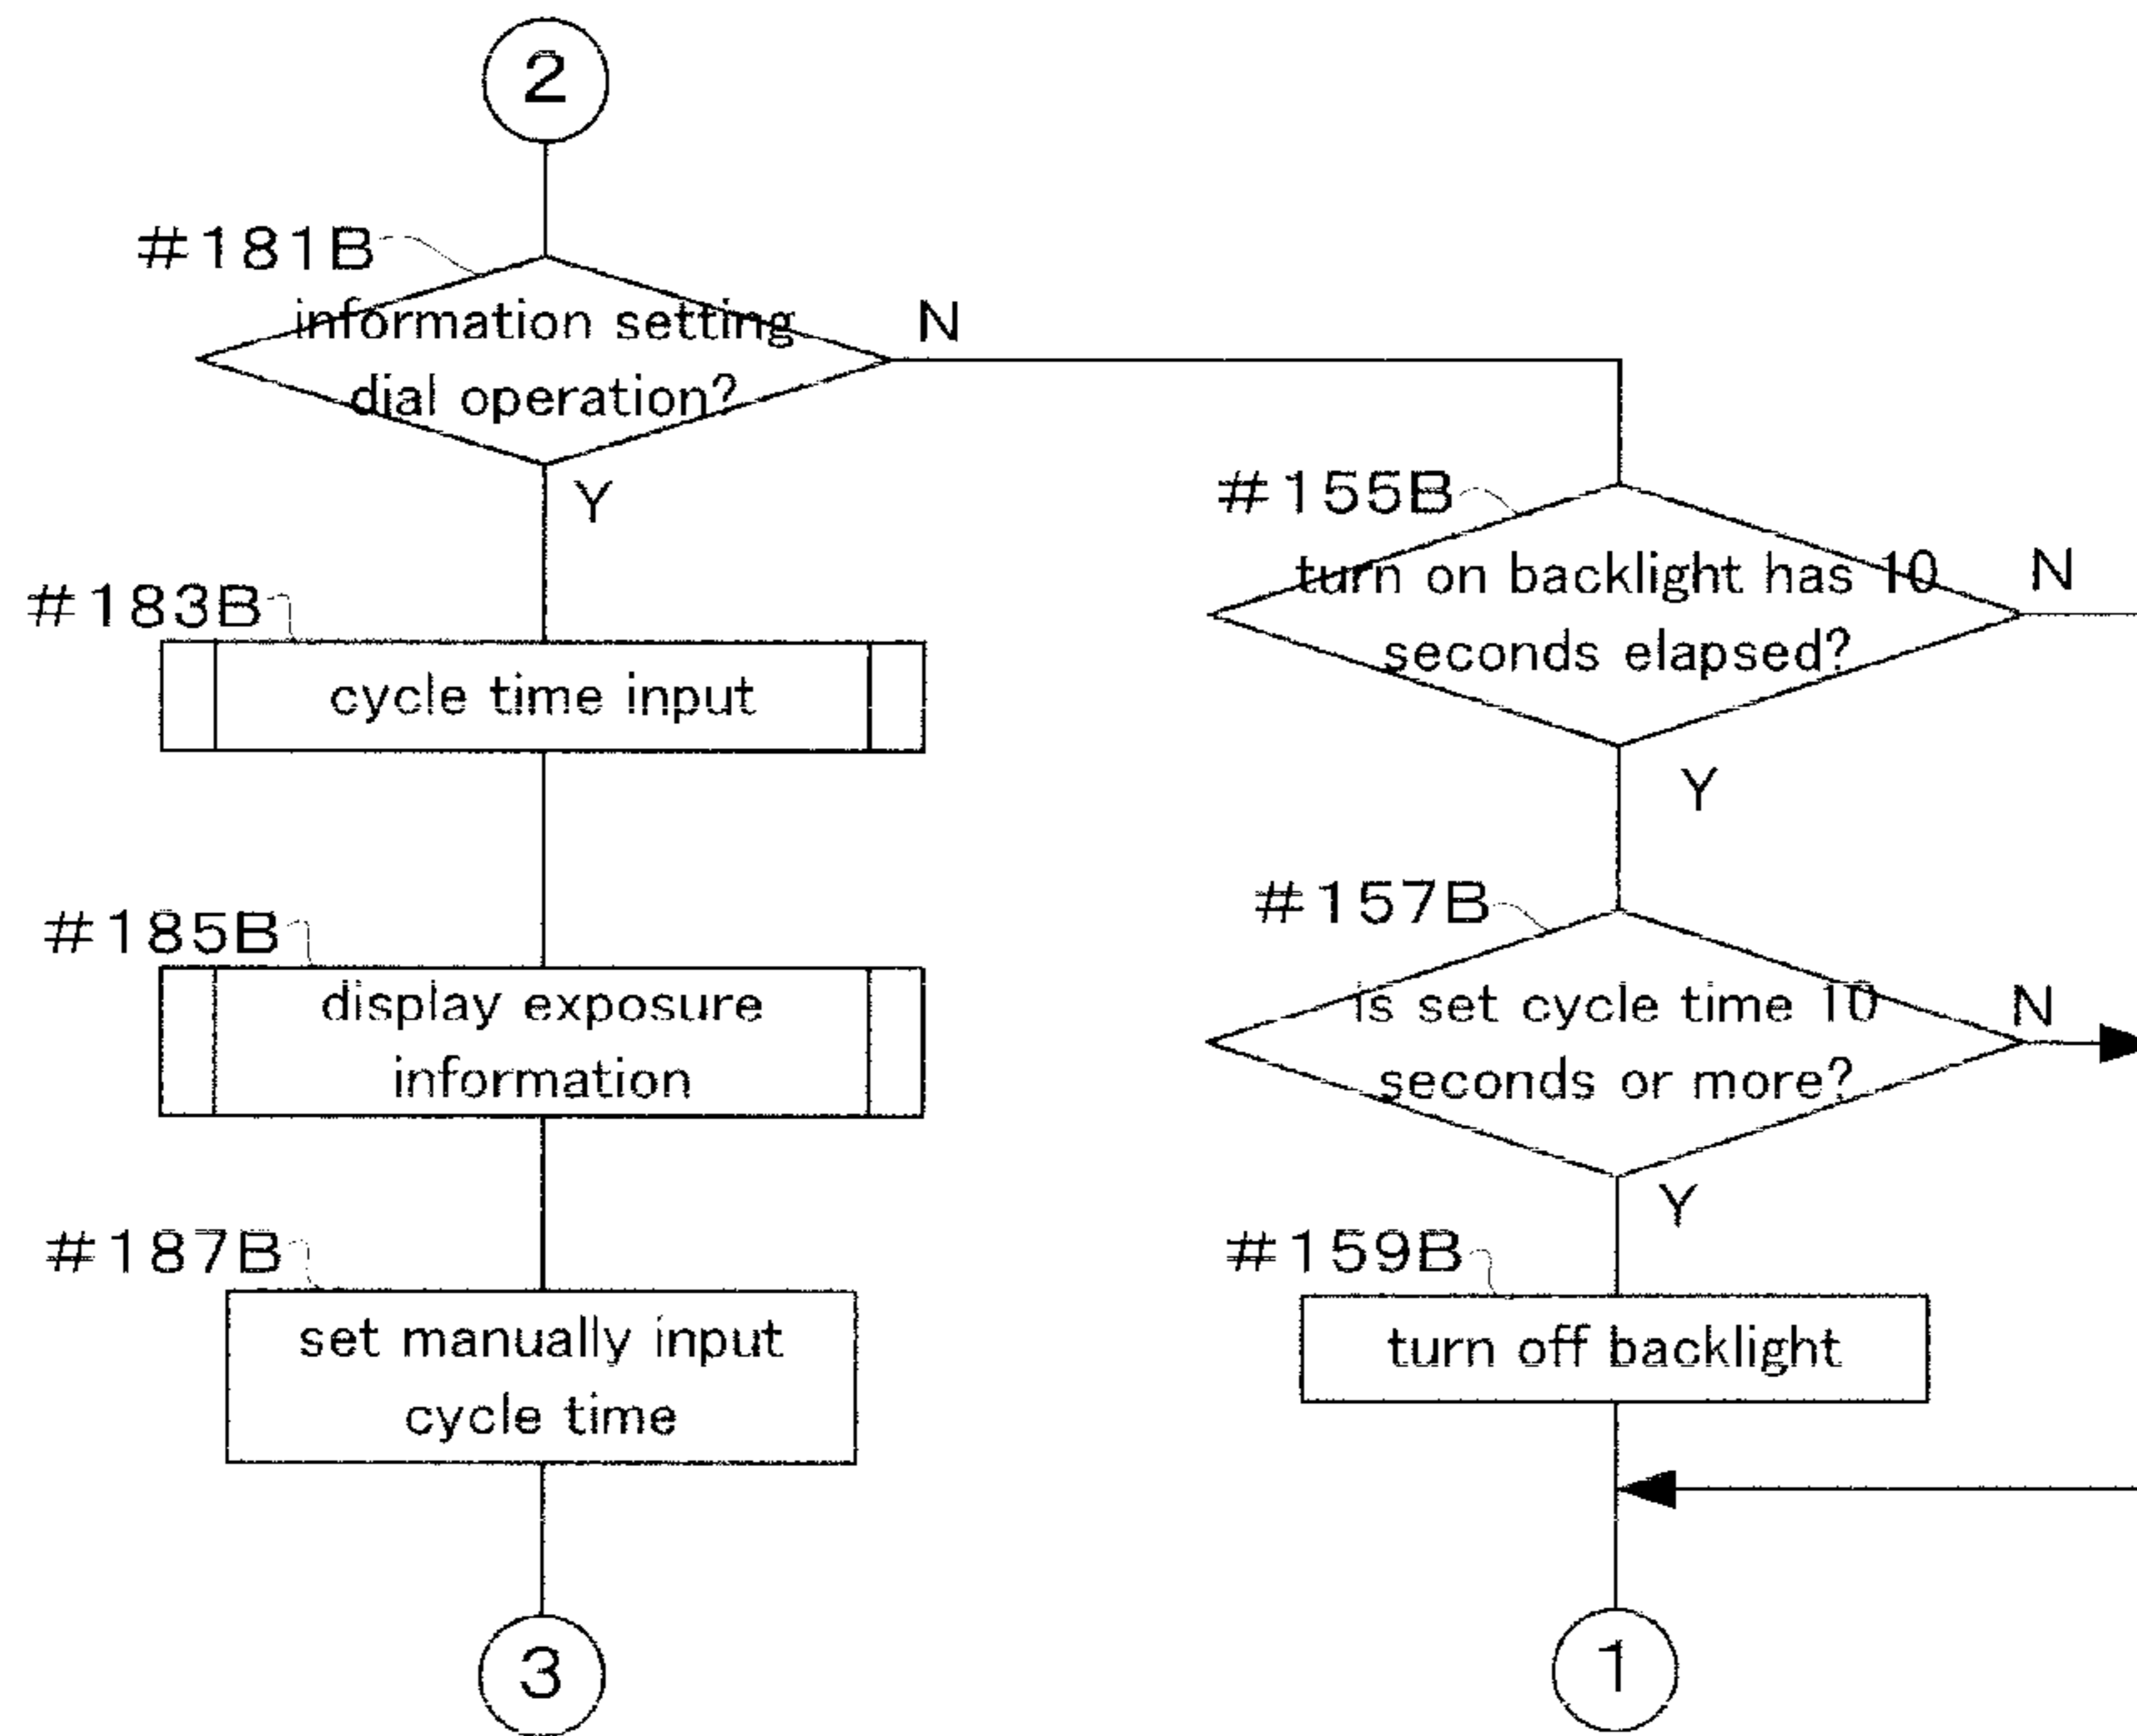 2
#181B
information setting
dial operation?
N
Y
#183B
cycle time input
#185B
display exposure
information
#187B
set manually input
cycle time
3
#155B
turn on backlight has 10
seconds elapsed?
N
Y
#157B
is set cycle time 10
seconds or more?
N
Y
#159B
turn off backlight
1